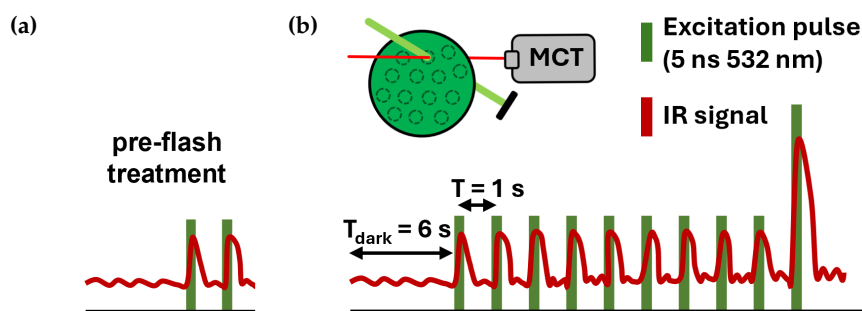 (a)
pre-flash
treatment
(b)
MCT
Excitation pulse
(5 ns 532 nm)
IR signal
T = 1 s
T_dark = 6 s